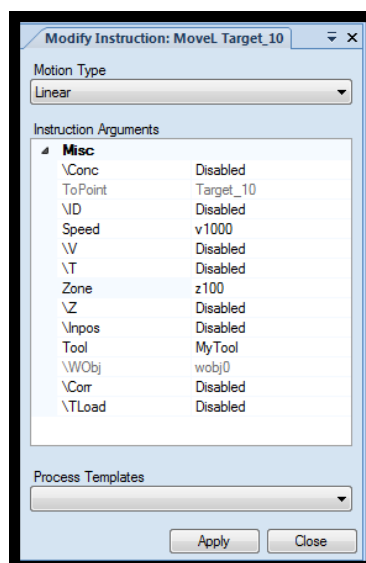 Modify Instruction: MoveL Target_10
Motion Type
Linear
Instruction Arguments
Misc
\Conc Disabled
ToPoint Target_10
\ID Disabled
Speed v1000
\V Disabled
\T Disabled
Zone z100
\Z Disabled
\Inpos Disabled
Tool MyTool
\WObj wobj0
\Corr Disabled
\TLoad Disabled
Process Templates
Apply Close